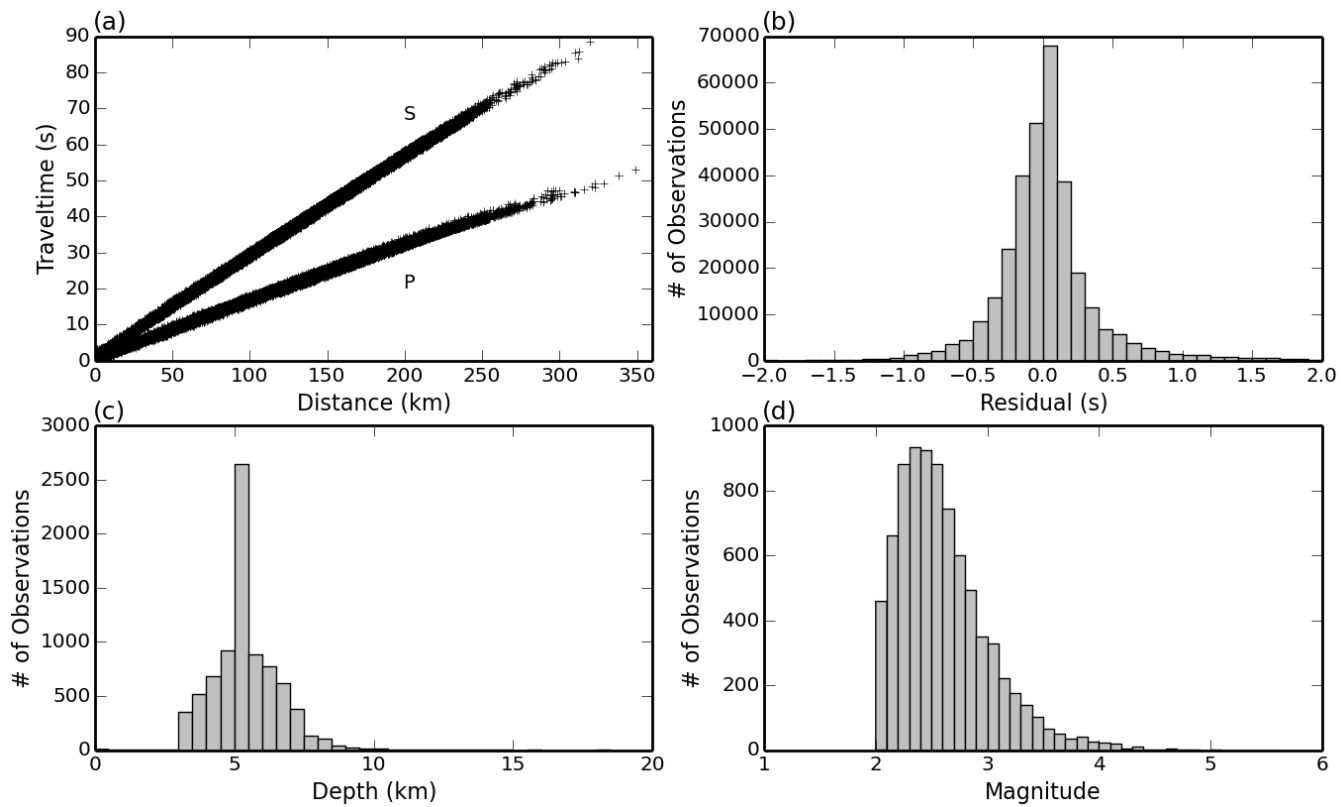 (a)
90
80
70
60
50
40
30
20
10
0
Traveltime (s)
S
P
0 50 100 150 200 250 300 350
Distance (km)
(b)
70000
60000
50000
40000
30000
20000
10000
0
# of Observations
−2.0 −1.5 −1.0 −0.5 0.0 0.5 1.0 1.5 2.0
Residual (s)
(c)
3000
2500
2000
1500
1000
500
0
# of Observations
0 5 10 15 20
Depth (km)
(d)
1000
800
600
400
200
0
# of Observations
1 2 3 4 5 6
Magnitude